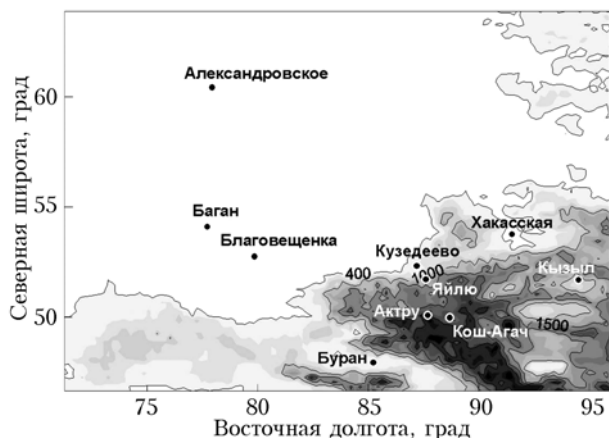 Северная широта, град
60
55
50
Александровское
Баган
Благовещенка
Хакасская
Кузедеево
400
1000
Яйлю
Кызыл
Актру
Кош-Агач
1500
Буран
75
80
85
90
95
Восточная долгота, град